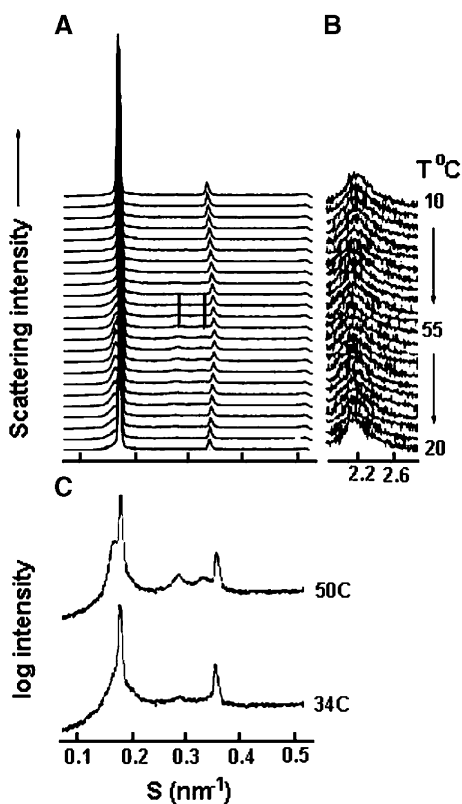 A
B
Scattering intensity
T °C
10
55
20
2.2 2.6
C
log intensity
50C
34C
0.1 0.2 0.3 0.4 0.5
S (nm-1)